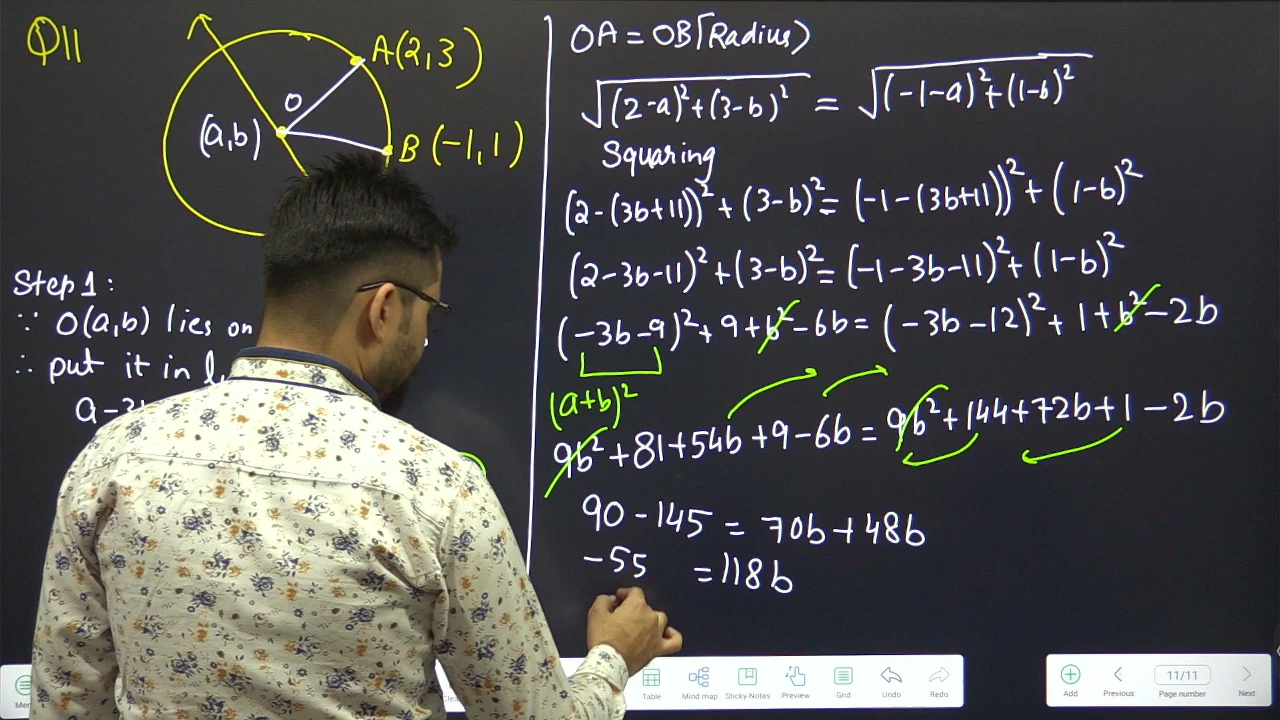 Q11
A(2,3)
O
(a,b)
B(-1,1)
Step 1:
∵ O(a,b) lies on
∴ put it in
OA = OB(Radius)
√(2-a)²+(3-b)² = √(-1-a)²+(1-b)²
Squaring
(2-(3b+11))²+(3-b)²=(-1-(3b+11))²+(1-b)²
(2-3b-11)²+(3-b)²=(-1-3b-11)²+(1-b)²
(-3b-9)²+9+b²-6b=(-3b-12)²+1+b²-2b
(a+b)²
9b²+81+54b+9-6b=9b²+144+72b+1-2b
90-145=70b+48b
-55=118b
Table Mind map Sticky-Notes Preview Grid Undo Redo
Add Previous 11/11 Page number Next